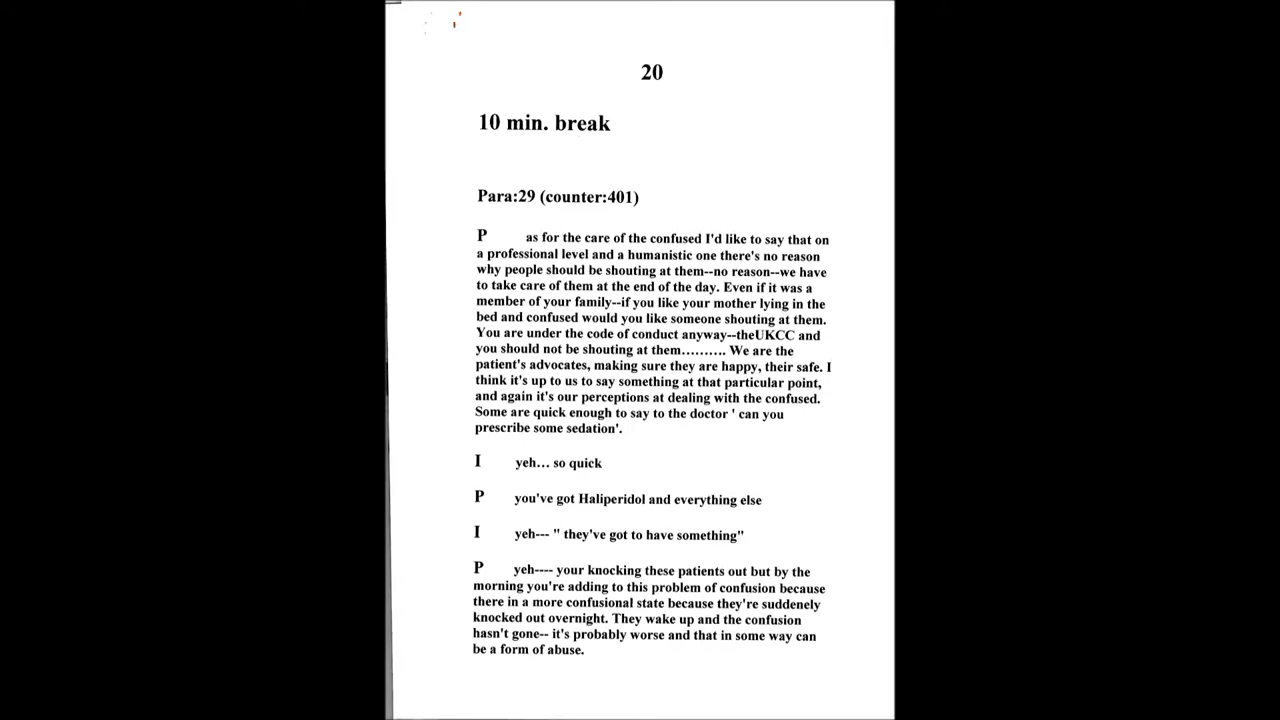 20
10 min. break
Para:29 (counter:401)
P as for the care of the confused I'd like to say that on
a professional level and a humanistic one there's no reason
why people should be shouting at them--no reason--we have
to take care of them at the end of the day. Even if it was a
member of your family--if you like your mother lying in the
bed and confused would you like someone shouting at them.
You are under the code of conduct anyway--theUKCC and
you should not be shouting at them.......... We are the
patient's advocates, making sure they are happy, their safe. I
think it's up to us to say something at that particular point,
and again it's our perceptions at dealing with the confused.
Some are quick enough to say to the doctor ' can you
prescribe some sedation'.
I yeh... so quick
P you've got Haliperidol and everything else
I yeh--- " they've got to have something"
P yeh---- your knocking these patients out but by the
morning you're adding to this problem of confusion because
there in a more confusional state because they're suddenely
knocked out overnight. They wake up and the confusion
hasn't gone-- it's probably worse and that in some way can
be a form of abuse.